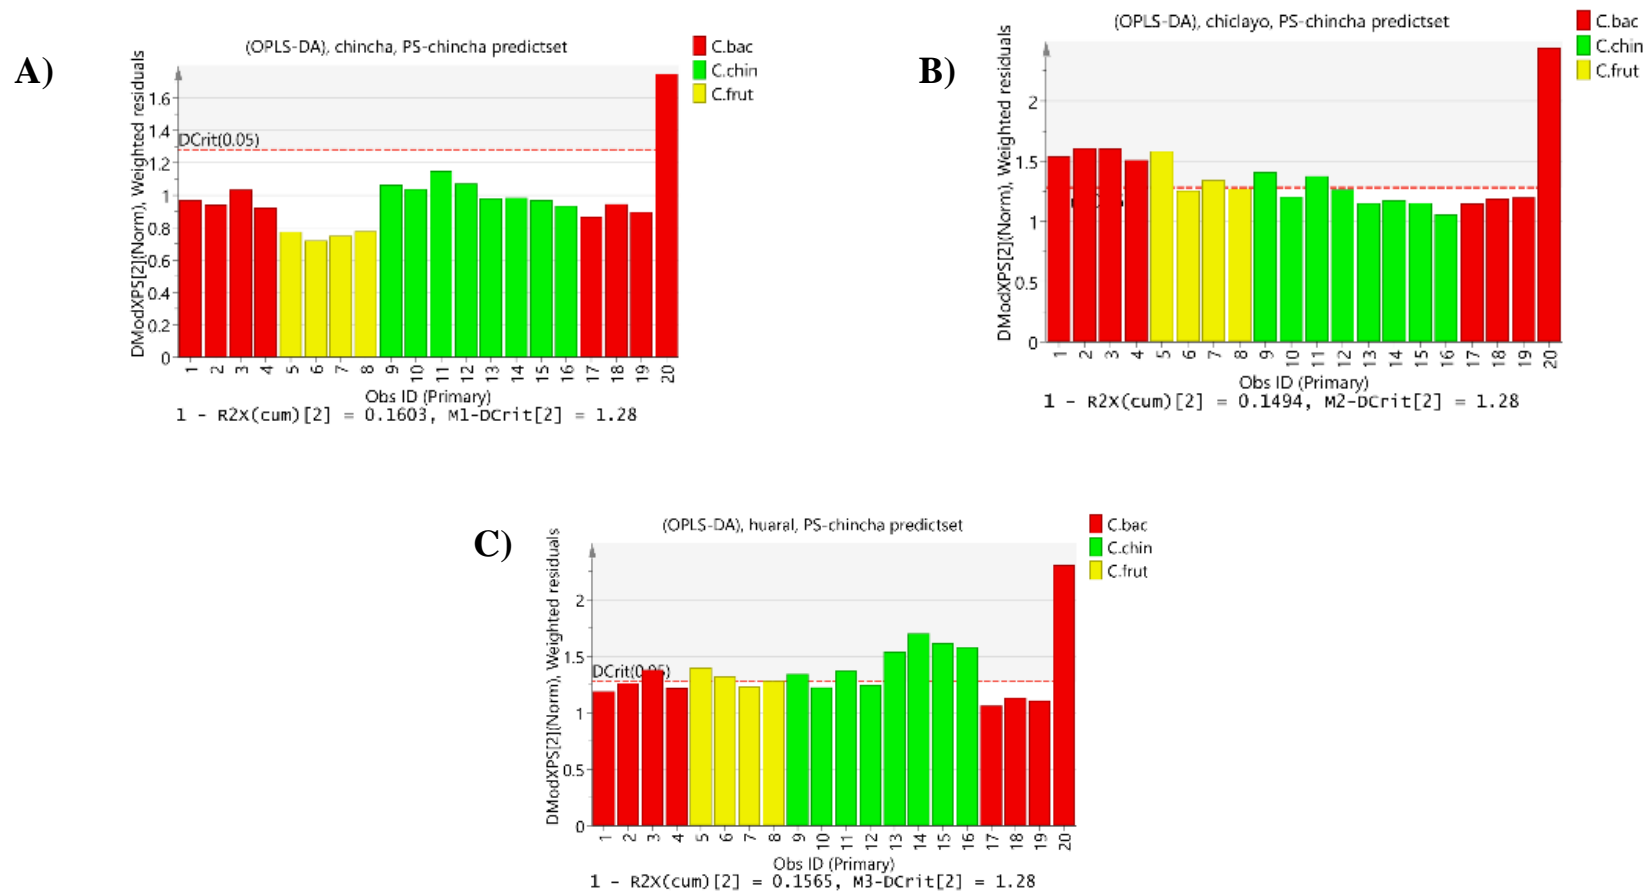 A)
(OPLS-DA), chincha, PS-chincha predictset
C.bac
C.chin
C.frut
DModXPS[2](Norm), Weighted residuals
1.6
1.4
1.2
1
0.8
0.6
0.4
0.2
0
DCrit(0.05)
1 2 3 4 5 6 7 8 9 10 11 12 13 14 15 16 17 18 19 20
Obs ID (Primary)
1 - R2X(cum)[2] = 0.1603, M1-DCrit[2] = 1.28
B)
(OPLS-DA), chiclayo, PS-chincha predictset
C.bac
C.chin
C.frut
DModXPS[2](Norm), Weighted residuals
2
1.5
1
0.5
0
1 2 3 4 5 6 7 8 9 10 11 12 13 14 15 16 17 18 19 20
Obs ID (Primary)
1 - R2X(cum)[2] = 0.1494, M2-DCrit[2] = 1.28
C)
(OPLS-DA), huaral, PS-chincha predictset
C.bac
C.chin
C.frut
DModXPS[2](Norm), Weighted residuals
2
1.5
1
0.5
0
DCrit(0.05)
1 2 3 4 5 6 7 8 9 10 11 12 13 14 15 16 17 18 19 20
Obs ID (Primary)
1 - R2X(cum)[2] = 0.1565, M3-DCrit[2] = 1.28